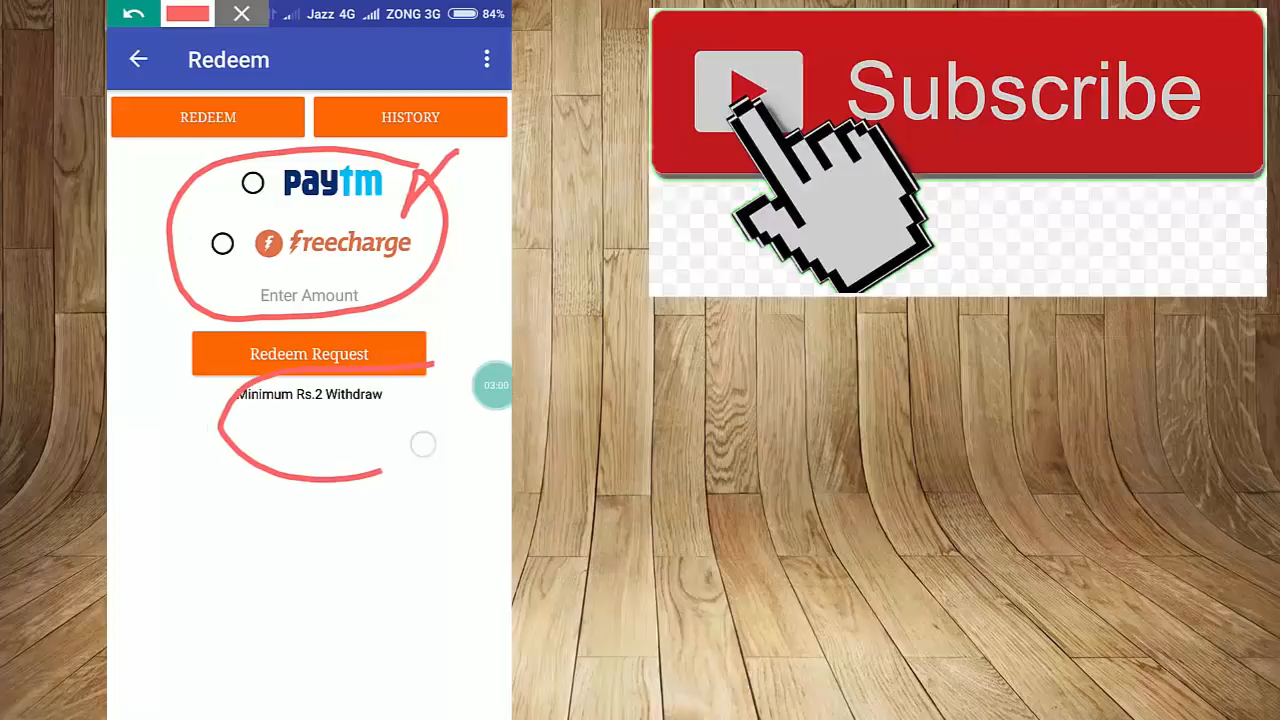 Jazz 4G ZONG 3G 84%
Redeem
REDEEM HISTORY
paytm
freecharge
Enter Amount
Redeem Request
Minimum Rs.2 Withdraw
03:00
Subscribe